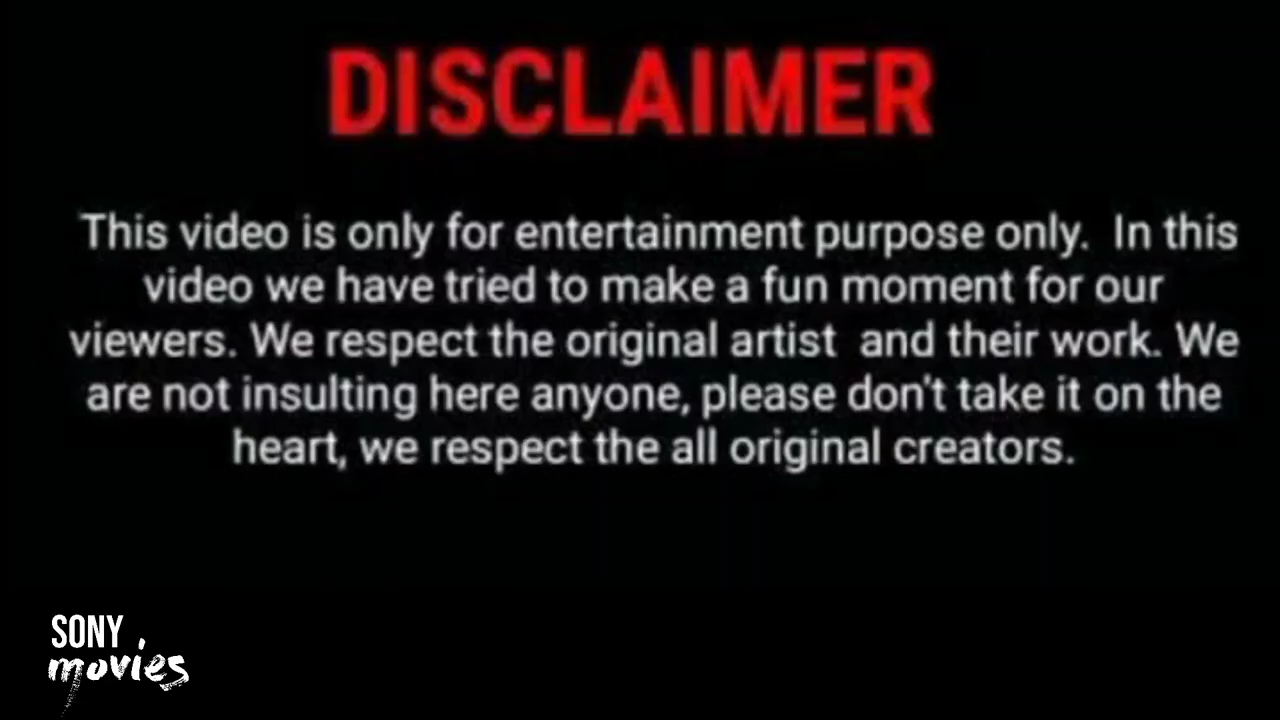 DISCLAIMER
This video is only for entertainment purpose only. In this
video we have tried to make a fun moment for our
viewers. We respect the original artist and their work. We
are not insulting here anyone, please don't take it on the
heart, we respect the all original creators.
SONY
movies